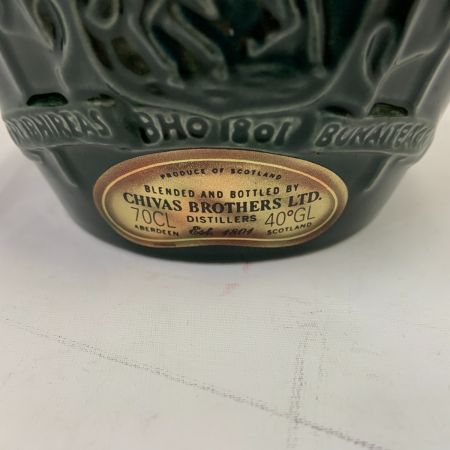 BHO 1801
PRODUCE OF SCOTLAND
BLENDED AND BOTTLED BY
CHIVAS BROTHERS LTD.
70CL DISTILLERS 40°GL
ABERDEEN Est. 1801 SCOTLAND